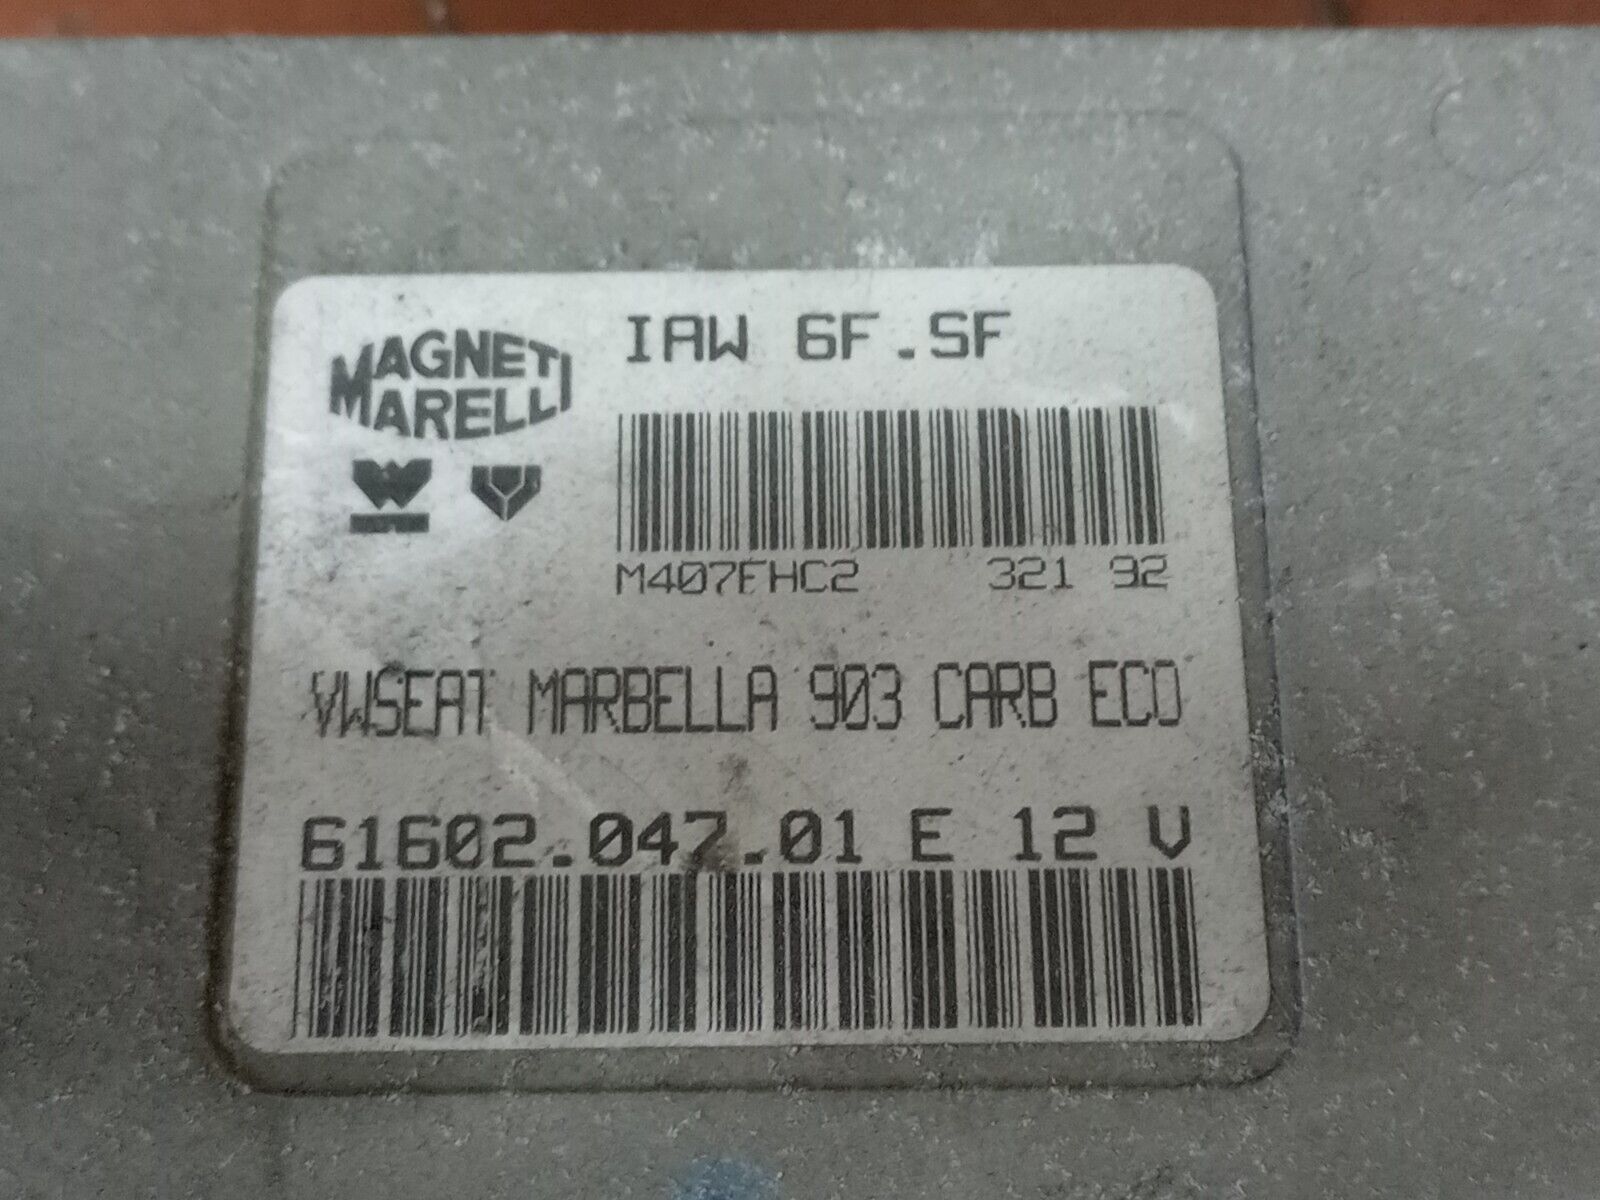 MAGNETI
MARELLI
IAW 6F.SF
M407FHC2 321 92
VWSEAT MARBELLA 903 CARB ECO
61602.047.01 E 12 V